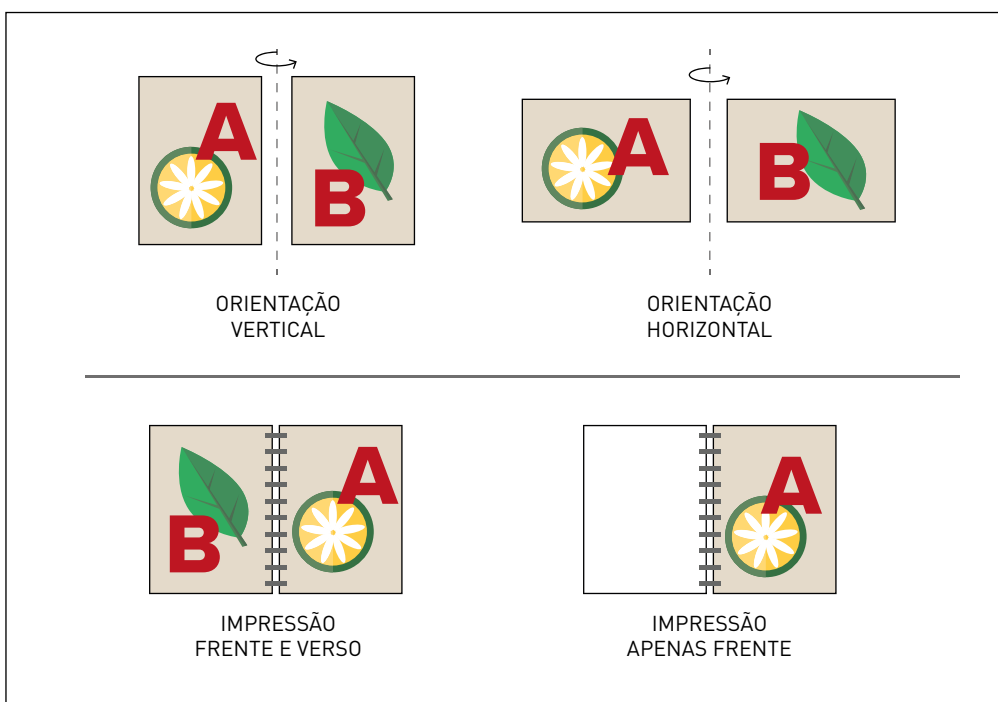 A
B
A
B
ORIENTAÇÃO
VERTICAL
ORIENTAÇÃO
HORIZONTAL
B
A
A
IMPRESSÃO
FRENTE E VERSO
IMPRESSÃO
APENAS FRENTE